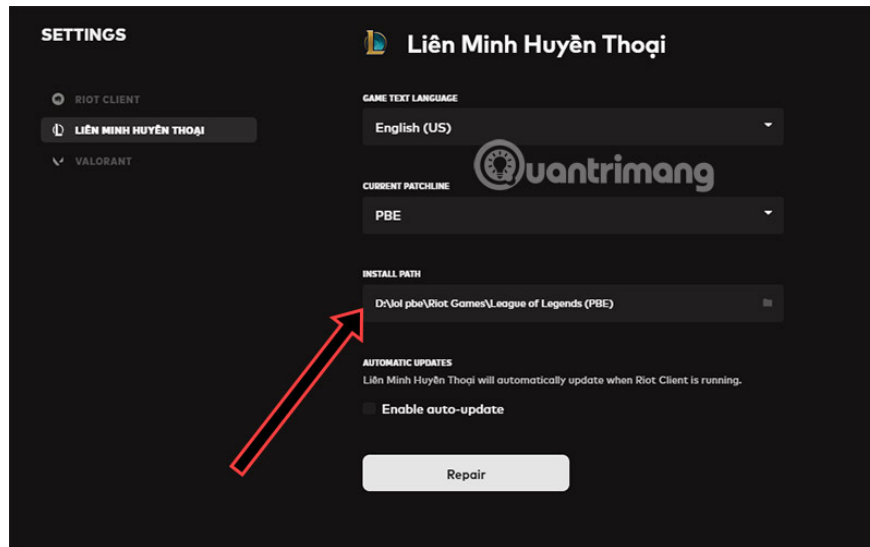 SETTINGS
Liên Minh Huyền Thoại
RIOT CLIENT
LIÊN MINH HUYỀN THOẠI
VALORANT
GAME TEXT LANGUAGE
English (US)
Quantrimang
CURRENT PATCHLINE
PBE
INSTALL PATH
D:\lol pbe\Riot Games\League of Legends (PBE)
AUTOMATIC UPDATES
Liên Minh Huyền Thoại will automatically update when Riot Client is running.
Enable auto-update
Repair